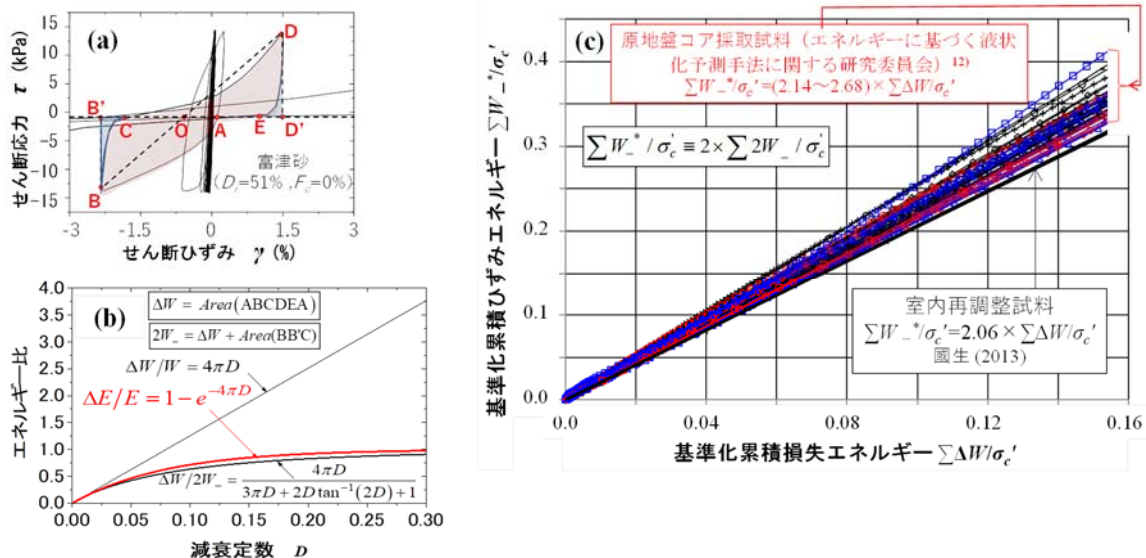 (a)
せん断応力 τ (kPa)
15
10
5
0
-5
-10
-15
D
B'
C
O
A
E
D'
B
富津砂
(Dr=51% ,Fc=0%)
-3
-1.5
0
1.5
3
せん断ひずみ γ (%)
(b)
エネルギー比
4.0
3.5
3.0
2.5
2.0
1.5
1.0
0.5
0.0
ΔW = Area(ABCDEA)
2W_ = ΔW + Area(BB'C)
ΔW/W = 4πD
ΔE/E = 1 − e^{-4πD}
ΔW/2W_ = 4πD / (3πD + 2D tan⁻¹(2D) + 1)
0.00
0.05
0.10
0.15
0.20
0.25
0.30
減衰定数 D
(c)
基準化累積ひずみエネルギー ∑W_*/σc'
0.4
0.3
0.2
0.1
0.0
原地盤コア採取試料（エネルギーに基づく液状
化予測手法に関する研究委員会）12)
∑W_*/σc'=(2.14～2.68)×∑ΔW/σc'
∑W_*/σc' ≡ 2×∑2W_/σc'
室内再調整試料
∑W_*/σc'=2.06×∑ΔW/σc'
國生(2013)
0.00
0.04
0.08
0.12
0.16
基準化累積損失エネルギー∑ΔW/σc'